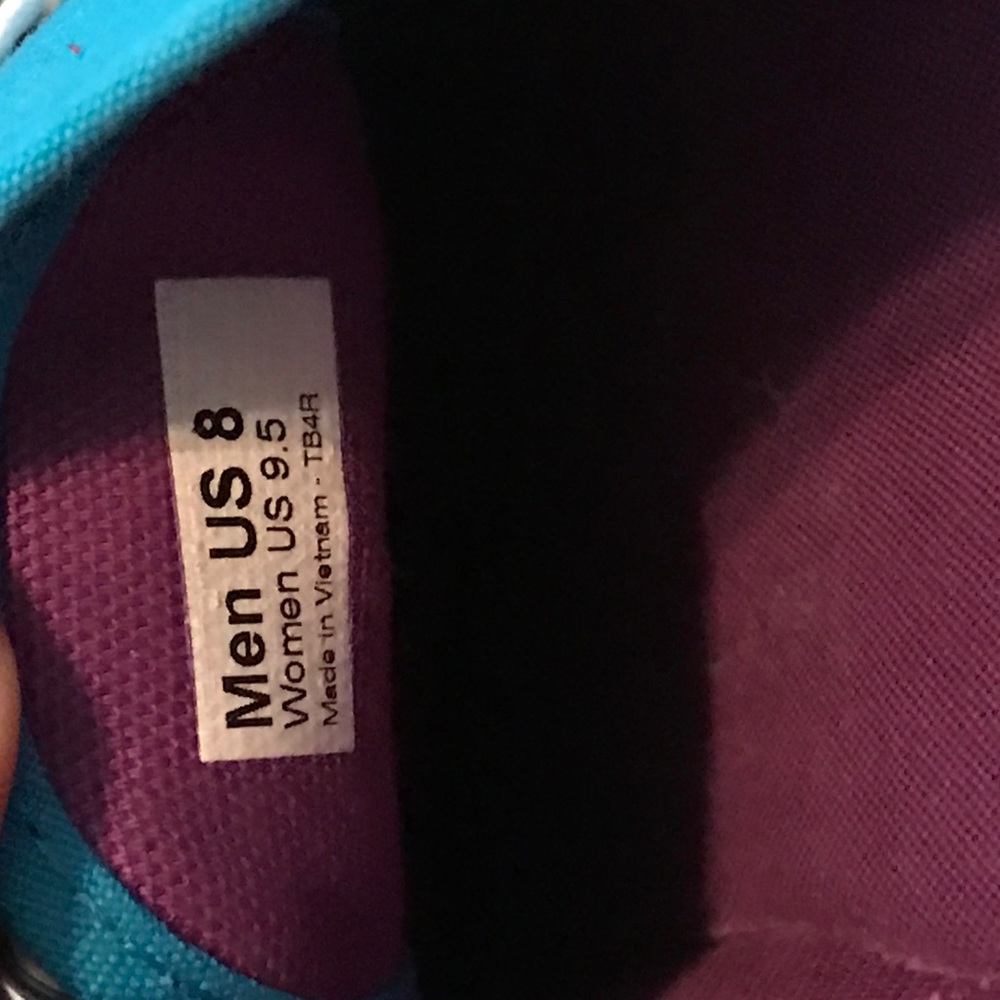 Men US 8
Women US 9.5
Made in Vietnam - TB4R